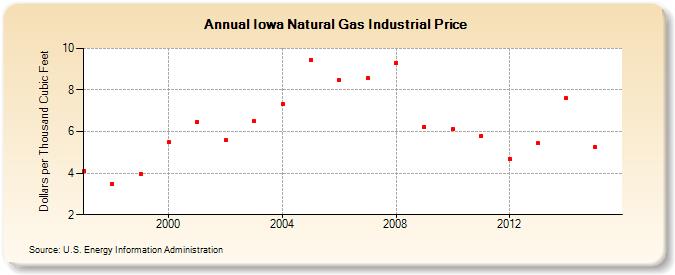 Annual Iowa Natural Gas Industrial Price
Dollars per Thousand Cubic Feet
10
8
6
4
2
2000 2004 2008 2012
Source: U.S. Energy Information Administration